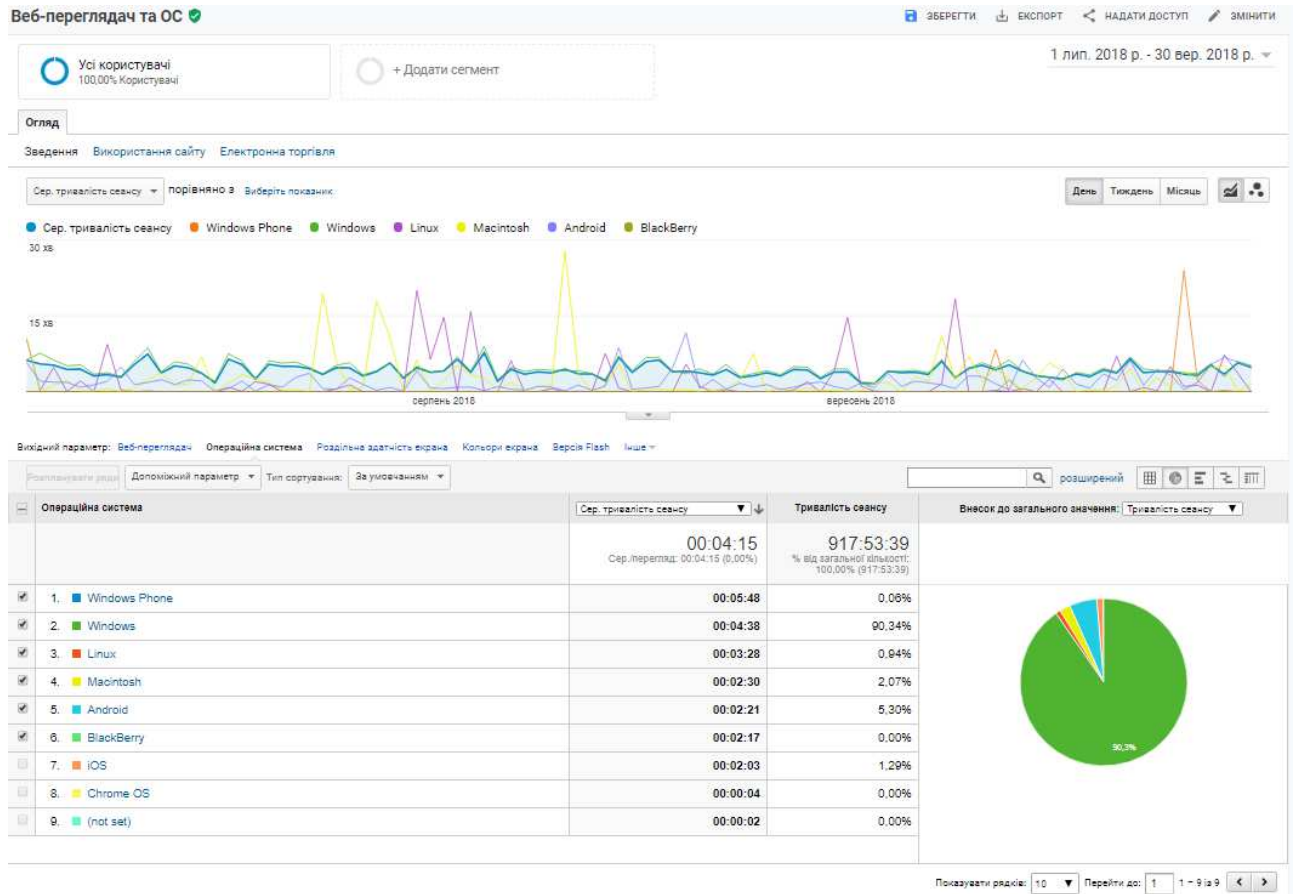 Веб-переглядач та ОС
ЗБЕРЕГТИ ЕКСПОРТ НАДАТИ ДОСТУП ЗМІНИТИ
Усі користувачі
100,00% Користувачі
+ Додати сегмент
1 лип. 2018 р. - 30 вер. 2018 р.
Огляд
Зведення Використання сайту Електронна торгівля
Сер. тривалість сеансу порівняно з Виберіть показник
День Тиждень Місяць
Сер. тривалість сеансу Windows Phone Windows Linux Macintosh Android BlackBerry
30 хв
15 хв
серпень 2018 вересень 2018
Вихідний параметр: Веб-переглядач Операційна система Роздільна здатність екрана Кольори екрана Версія Flash Інше
Допоміжний параметр Тип сортування: За умовчанням розширений
Операційна система Сер. тривалість сеансу Тривалість сеансу Внесок до загального значення: Тривалість сеансу
00:04:15 917:53:39
Сер./перегляд: 00:04:15 (0,00%) % від загальної кількості:
100,00% (917:53:39)
1. Windows Phone 00:05:48 0,06%
2. Windows 00:04:38 90,34%
3. Linux 00:03:28 0,94%
4. Macintosh 00:02:30 2,07%
5. Android 00:02:21 5,30%
6. BlackBerry 00:02:17 0,00%
7. iOS 00:02:03 1,29%
8. Chrome OS 00:00:04 0,00%
9. (not set) 00:00:02 0,00%
90,3%
Показувати рядків: 10 Перейти до: 1 1 – 9 із 9